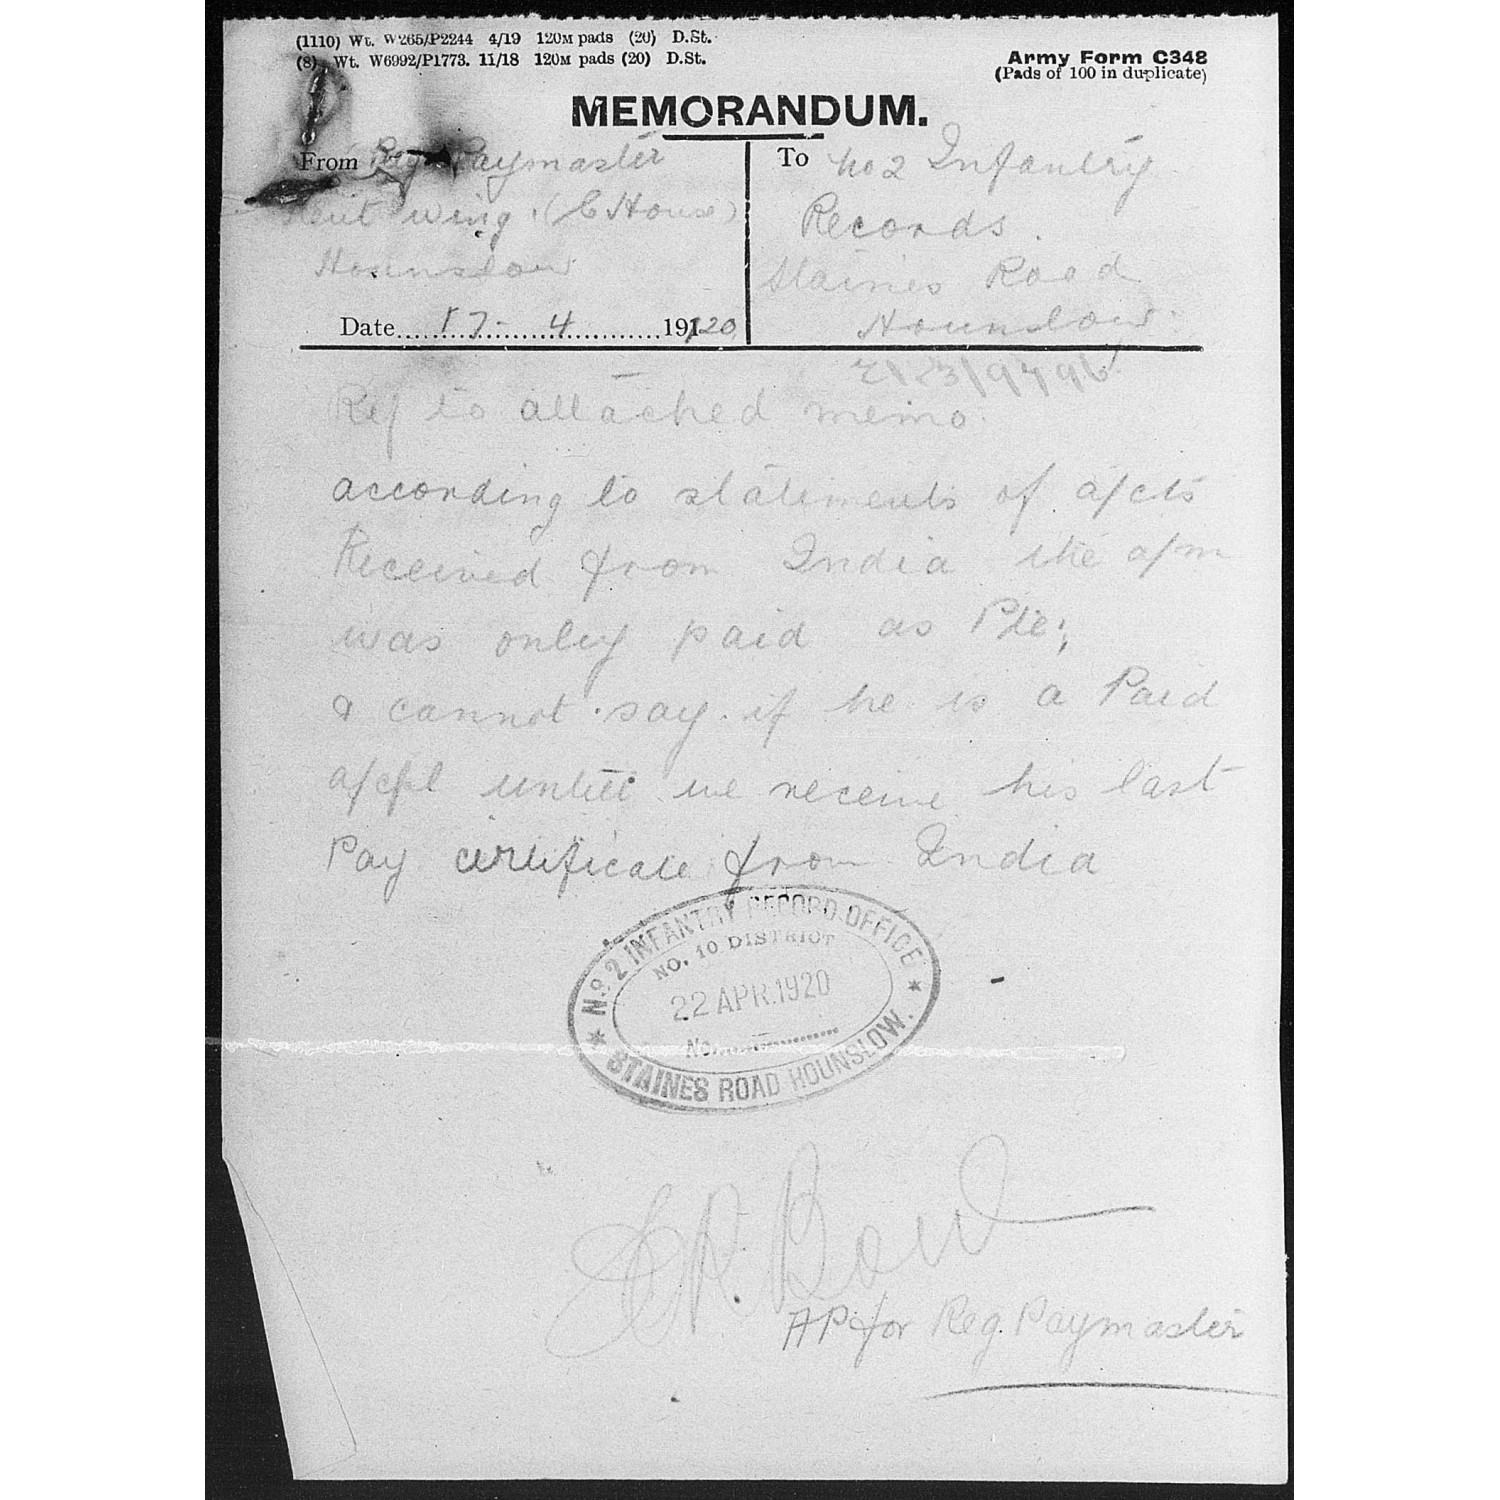 (1110) Wt. W265/P2244 4/19 120M pads (20) D.St.
(8) Wt. W6992/P1773. 11/18 120M pads (20) D.St.
Army Form C348
(Pads of 100 in duplicate)
MEMORANDUM.
From Reg Paymaster
wing. (C House)
Hounslow
Date 17- 4 191920
To No 2 Infantry
Records.
Staines Road
Hounslow.
Ref to attached memo.
according to statements of a/cts
Received from India the a/m
was only paid as Pte;
& cannot say if he is a Paid
a/cpl untill we receive his last
Pay certificate from India
No. 2 INFANTRY RECORD OFFICE
NO. 10 DISTRICT
22 APR. 1920
No.
STAINES ROAD HOUNSLOW.
AP for Reg. Paymaster